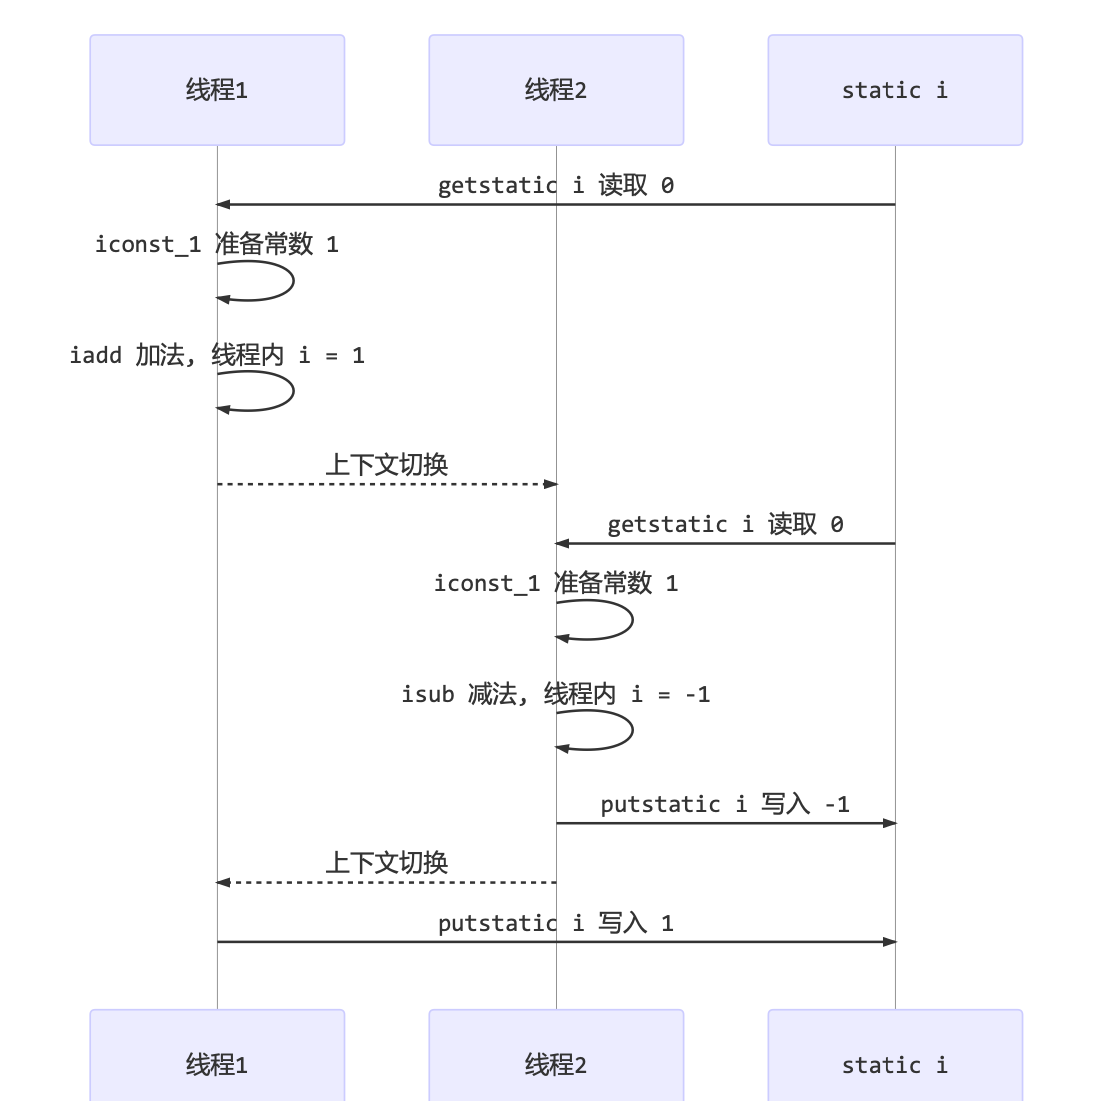 线程1
线程2
static i
getstatic i 读取 0
iconst_1 准备常数 1
iadd 加法, 线程内 i = 1
上下文切换
getstatic i 读取 0
iconst_1 准备常数 1
isub 减法, 线程内 i = -1
putstatic i 写入 -1
上下文切换
putstatic i 写入 1
线程1
线程2
static i